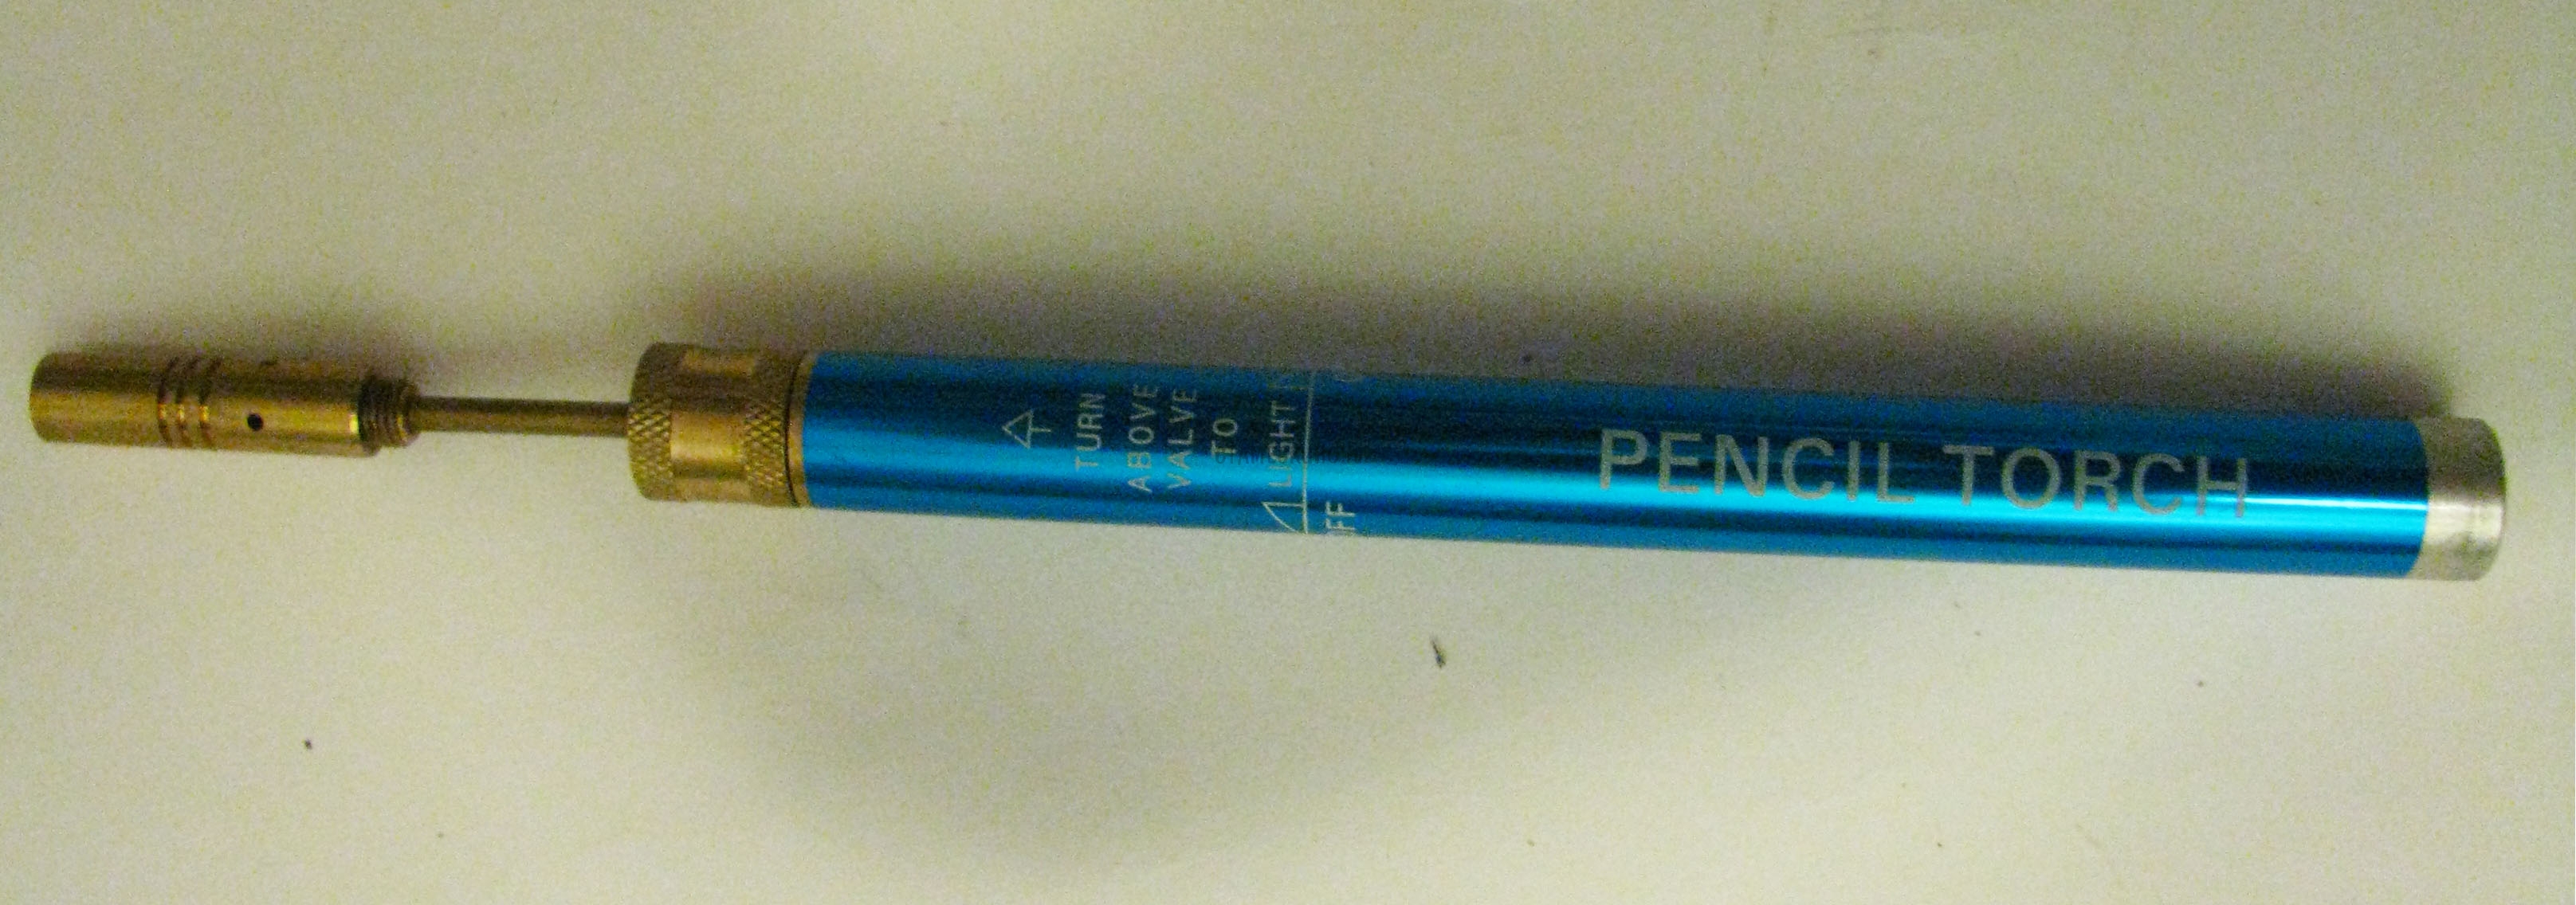 TURN
ABOVE
VALVE
TO
LIGHT
PENCIL TORCH